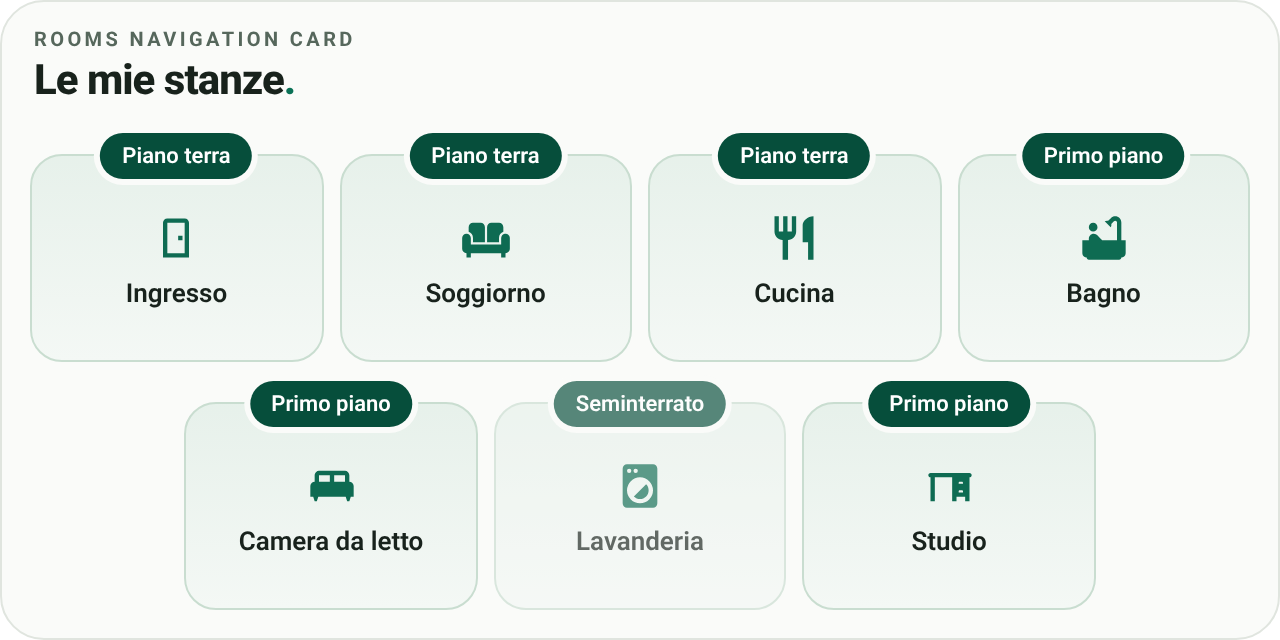 ROOMS NAVIGATION CARD
Le mie stanze.
Piano terra
Ingresso
Piano terra
Soggiorno
Piano terra
Cucina
Primo piano
Bagno
Primo piano
Camera da letto
Seminterrato
Lavanderia
Primo piano
Studio